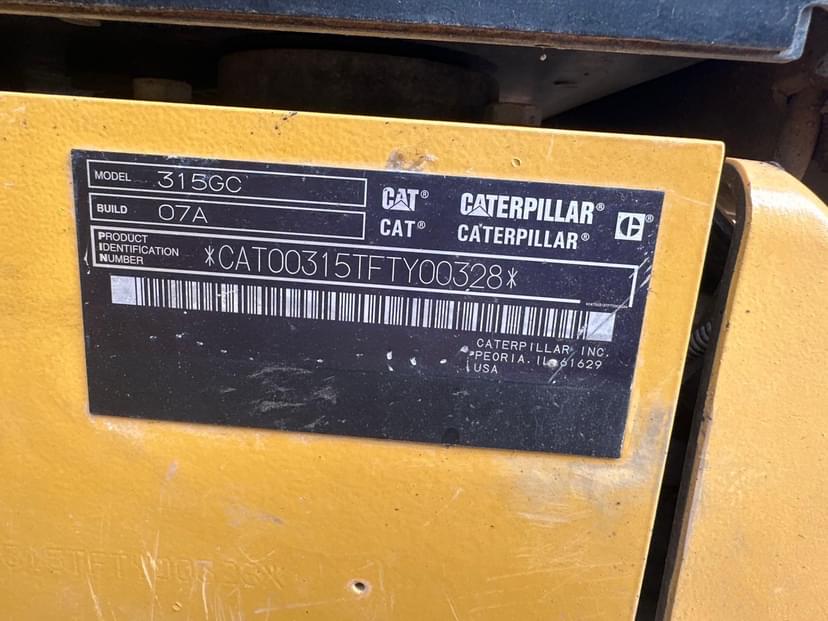 MODEL 315GC
BUILD 07A
CAT® CATERPILLAR®
CAT® CATERPILLAR®
PRODUCT
IDENTIFICATION
NUMBER
*CAT00315TFTY00328*
CATERPILLAR INC.
PEORIA. IL 61629
USA